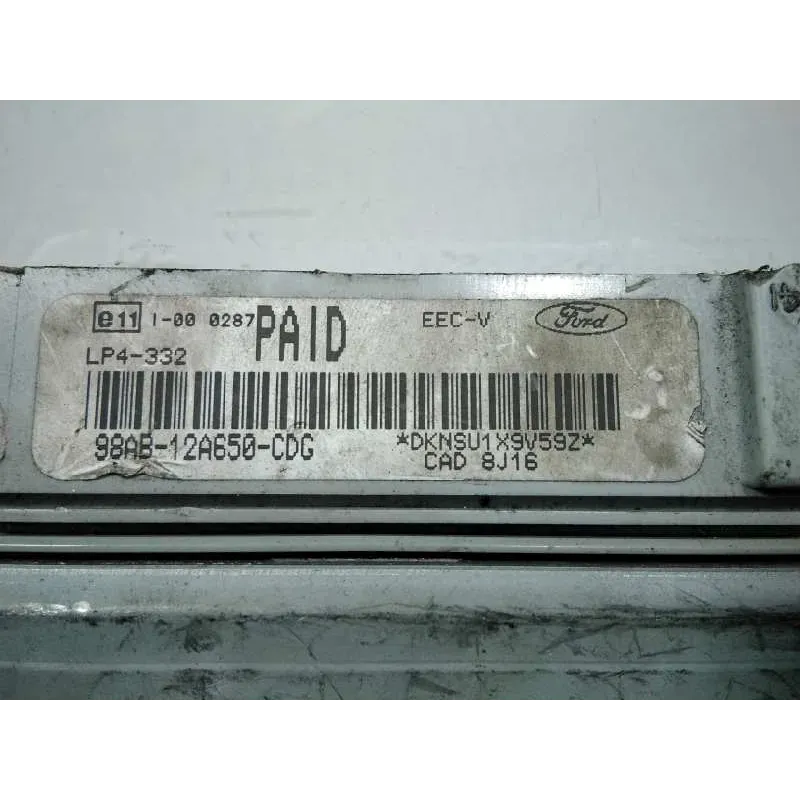 e11 1-00 0287 PAID EEC-V Ford
LP4-332
98AB-12A650-CDG *DKNSU1X9V59Z*
CAD 8J16